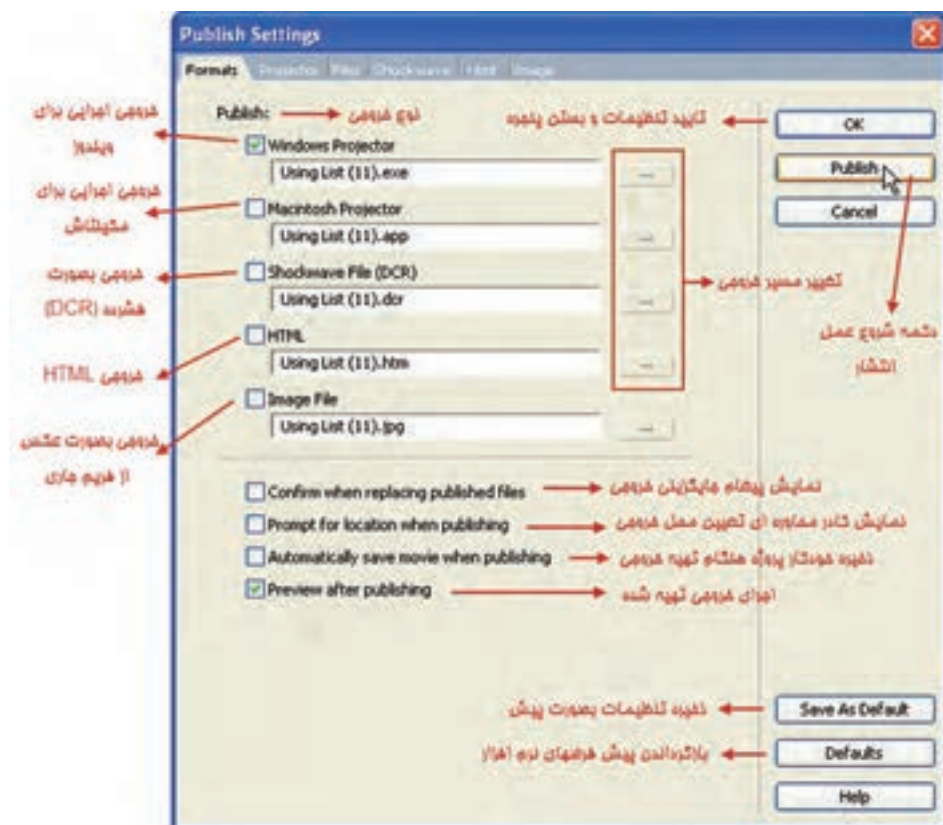 Publish Settings
Formats Projector Files Shockwave Html Image
Publish:
نوع خروجی
تایید تنظیمات و بستن پنجره
OK
خروجی اجرایی برای
ویندوز
Windows Projector
Using List (11).exe
...
Publish
خروجی اجرایی برای
مکینتاش
Macintosh Projector
Using List (11).app
...
Cancel
خروجی بصورت
فشرده (DCR)
Shockwave File (DCR)
Using List (11).dcr
...
تغییر مسیر خروجی
دکمه شروع عمل
انتشار
خروجی HTML
HTML
Using List (11).htm
...
خروجی بصورت عکس
از فریم جاری
Image File
Using List (11).jpg
...
Confirm when replacing published files
نمایش پیغام جایگزینی خروجی
Prompt for location when publishing
نمایش کادر محاوره ای تعیین محل خروجی
Automatically save movie when publishing
ذخیره خودکار پروژه هنگام تهیه خروجی
Preview after publishing
اجرای خروجی تهیه شده
ذخیره تنظیمات بصورت پیش
Save As Default
بازگرداندن پیش فرضهای نرم افزار
Defaults
Help